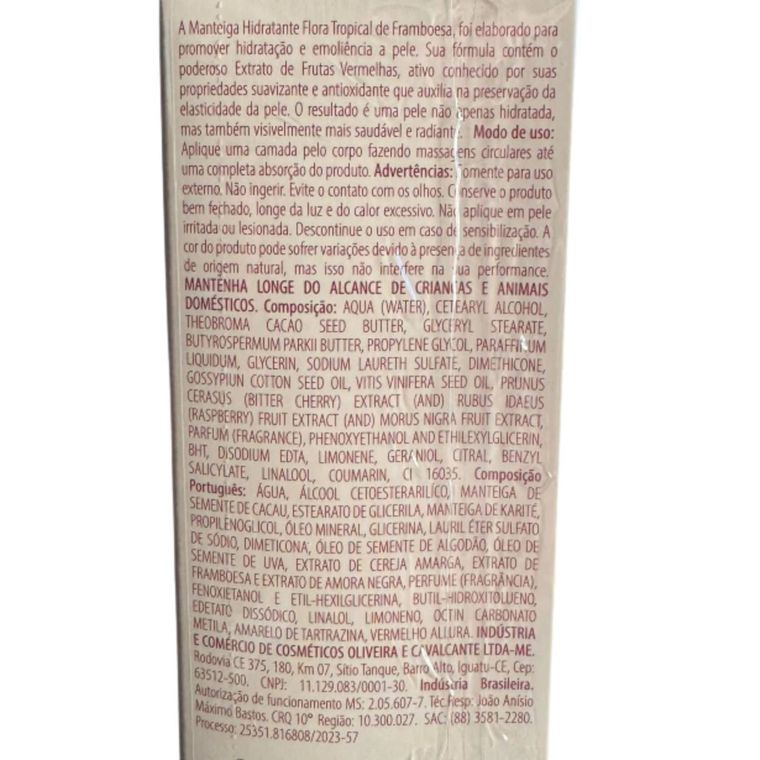 A Manteiga Hidratante Flora Tropical de Framboesa, foi elaborado para
promover hidratação e emoliência a pele. Sua fórmula contém o
poderoso Extrato de Frutas Vermelhas, ativo conhecido por suas
propriedades suavizante e antioxidante que auxilia na preservação da
elasticidade da pele. O resultado é uma pele não apenas hidratada,
mas também visivelmente mais saudável e radiante. Modo de uso:
Aplique uma camada pelo corpo fazendo massagens circulares até
uma completa absorção do produto. Advertências: Somente para uso
externo. Não ingerir. Evite o contato com os olhos. Conserve o produto
bem fechado, longe da luz e do calor excessivo. Não aplique em pele
irritada ou lesionada. Descontinue o uso em caso de sensibilização. A
cor do produto pode sofrer variações devido à presença de ingredientes
de origem natural, mas isso não interfere na sua performance.
MANTENHA LONGE DO ALCANCE DE CRIANÇAS E ANIMAIS
DOMÉSTICOS. Composição: AQUA (WATER), CETEARYL ALCOHOL,
THEOBROMA CACAO SEED BUTTER, GLYCERYL STEARATE,
BUTYROSPERMUM PARKII BUTTER, PROPYLENE GLYCOL, PARAFFINUM
LIQUIDUM, GLYCERIN, SODIUM LAURETH SULFATE, DIMETHICONE,
GOSSYPIUN COTTON SEED OIL, VITIS VINIFERA SEED OIL, PRUNUS
CERASUS (BITTER CHERRY) EXTRACT (AND) RUBUS IDAEUS
(RASPBERRY) FRUIT EXTRACT (AND) MORUS NIGRA FRUIT EXTRACT,
PARFUM (FRAGRANCE), PHENOXYETHANOL AND ETHILEXYLGLICERIN,
BHT, DISODIUM EDTA, LIMONENE, GERANIOL, CITRAL, BENZYL
SALICYLATE, LINALOOL, COUMARIN, CI 16035. Composição
Português: ÁGUA, ÁLCOOL CETOESTERARILÍCO, MANTEIGA DE
SEMENTE DE CACAU, ESTEARATO DE GLICERILA, MANTEIGA DE KARITÉ,
PROPILENOGLICOL, ÓLEO MINERAL, GLICERINA, LAURIL ÉTER SULFATO
DE SÓDIO, DIMETICONA, ÓLEO DE SEMENTE DE ALGODÃO, ÓLEO DE
SEMENTE DE UVA, EXTRATO DE CEREJA AMARGA, EXTRATO DE
FRAMBOESA E EXTRATO DE AMORA NEGRA, PERFUME (FRAGRÂNCIA),
FENOXIETANOL E ETIL-HEXILGLICERINA, BUTIL-HIDROXITOLUENO,
EDETATO DISSÓDICO, LINALOL, LIMONENO, OCTIN CARBONATO
METILA, AMARELO DE TARTRAZINA, VERMELHO ALLURA. INDÚSTRIA
E COMÉRCIO DE COSMÉTICOS OLIVEIRA E CAVALCANTE LTDA-ME.
Rodovia CE 375, 180, Km 07, Sítio Tanque, Barro Alto, Iguatu-CE, Cep:
63512-500. CNPJ: 11.129.083/0001-30. Indústria Brasileira.
Autorização de funcionamento MS: 2.05.607-7. Téc.Resp: João Anísio
Máximo Bastos. CRQ 10° Região: 10.300.027. SAC: (88) 3581-2280.
Processo: 25351.816808/2023-57